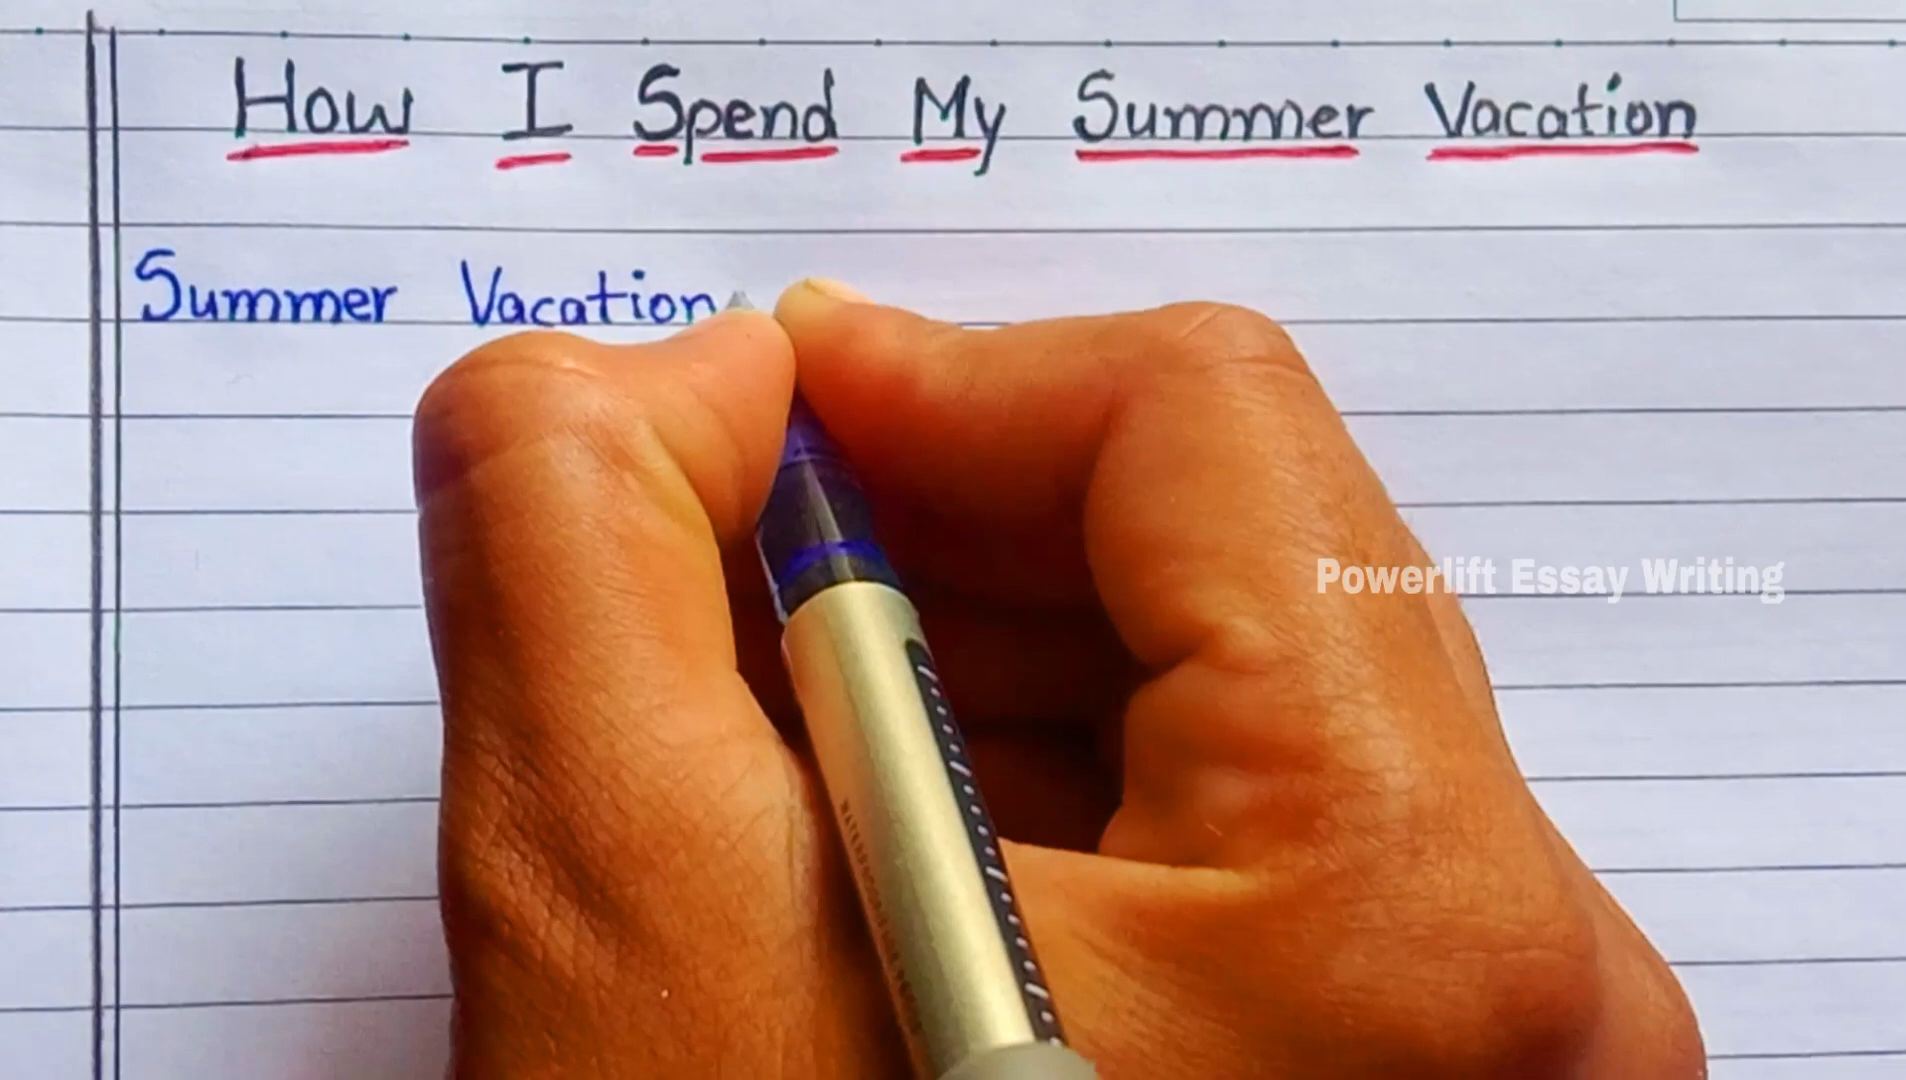 How I Spend My Summer Vacation
Summer Vacation
Powerlift Essay Writing